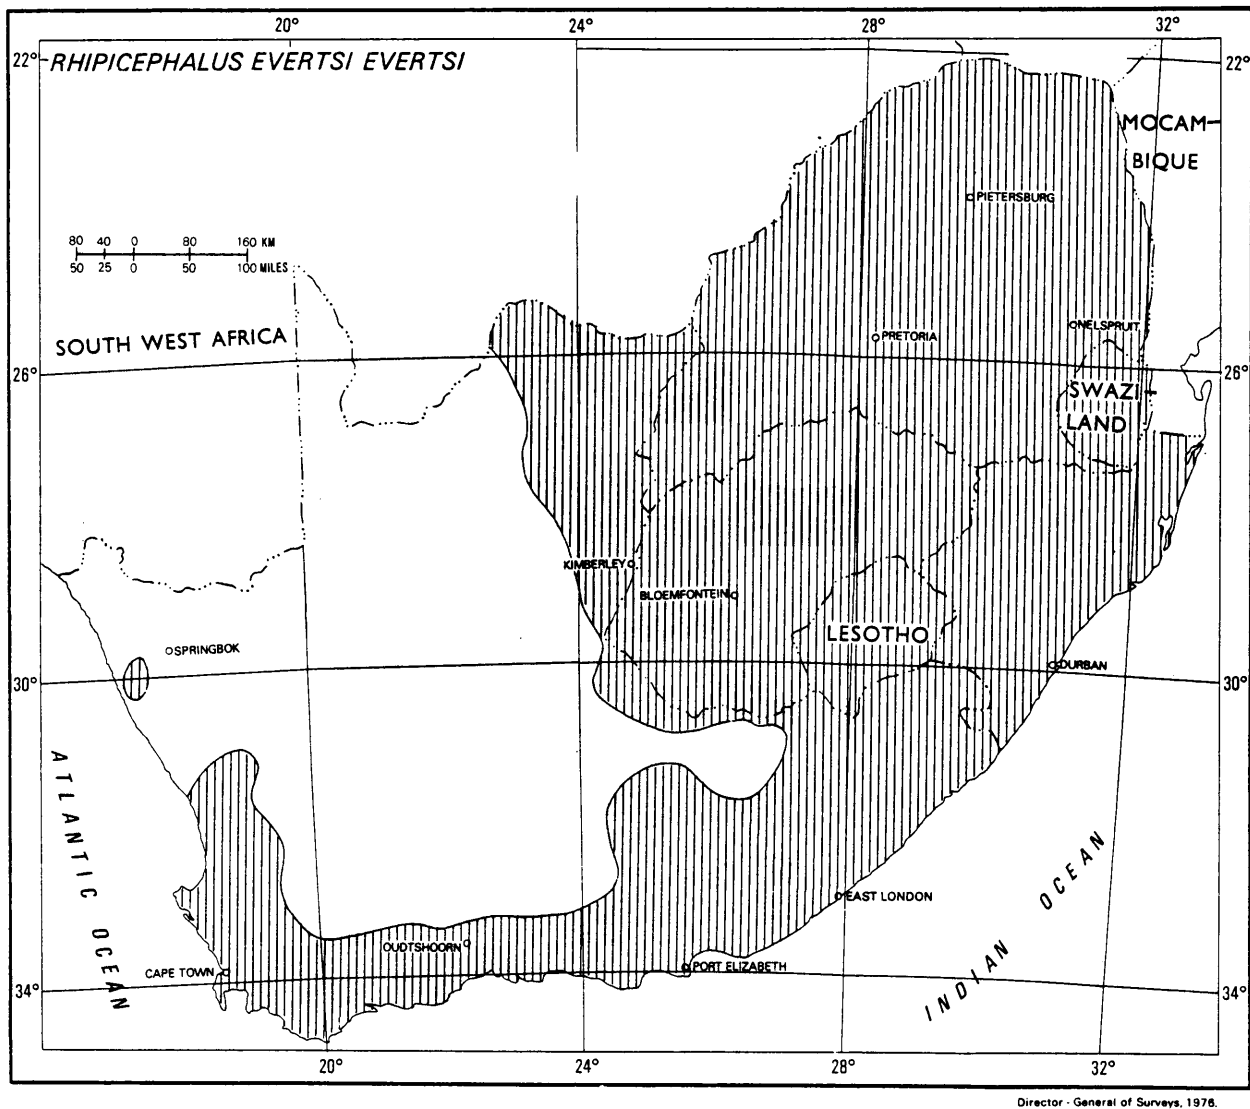 20° 24° 28° 32°
22° RHIPICEPHALUS EVERTSI EVERTSI 22°
MOCAM-
BIQUE
PIETERSBURG
80 40 0 80 160 KM
50 25 0 50 100 MILES
SOUTH WEST AFRICA
PRETORIA
NELSPRUIT
26° 26°
SWAZI-
LAND
KIMBERLEY
BLOEMFONTEIN
LESOTHO
SPRINGBOK
DURBAN
30° 30°
ATLANTIC OCEAN
EAST LONDON
INDIAN OCEAN
OUDTSHOORN
CAPE TOWN
PORT ELIZABETH
34° 34°
20° 24° 28° 32°
Director - General of Surveys, 1976.